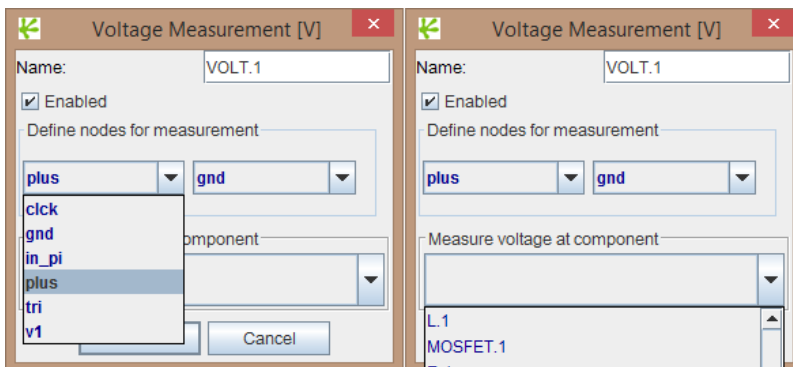 Voltage Measurement [V]
Name:
VOLT.1
Enabled
Define nodes for measurement
plus
gnd
clck
gnd
in_pi
plus
tri
v1
omponent
Cancel
Voltage Measurement [V]
Name:
VOLT.1
Enabled
Define nodes for measurement
plus
gnd
Measure voltage at component
L.1
MOSFET.1